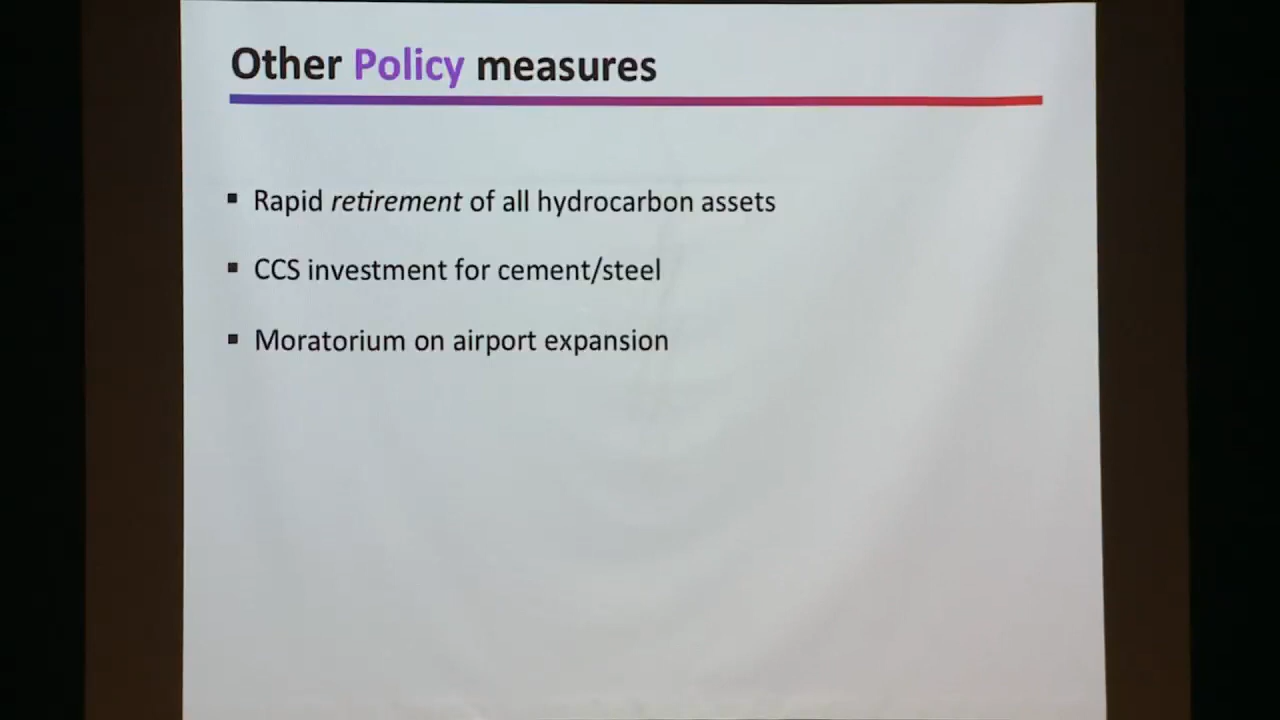 Other Policy measures
▪ Rapid retirement of all hydrocarbon assets
▪ CCS investment for cement/steel
▪ Moratorium on airport expansion